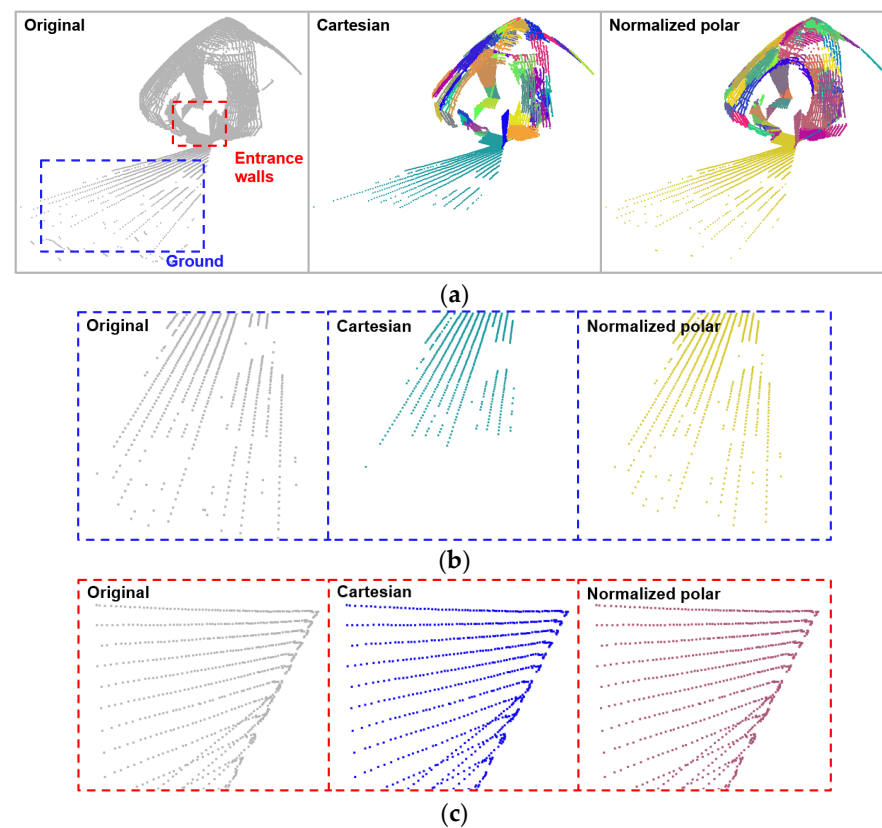 Original
Cartesian
Normalized polar
Entrance
walls
Ground
(a)
Original
Cartesian
Normalized polar
(b)
Original
Cartesian
Normalized polar
(c)